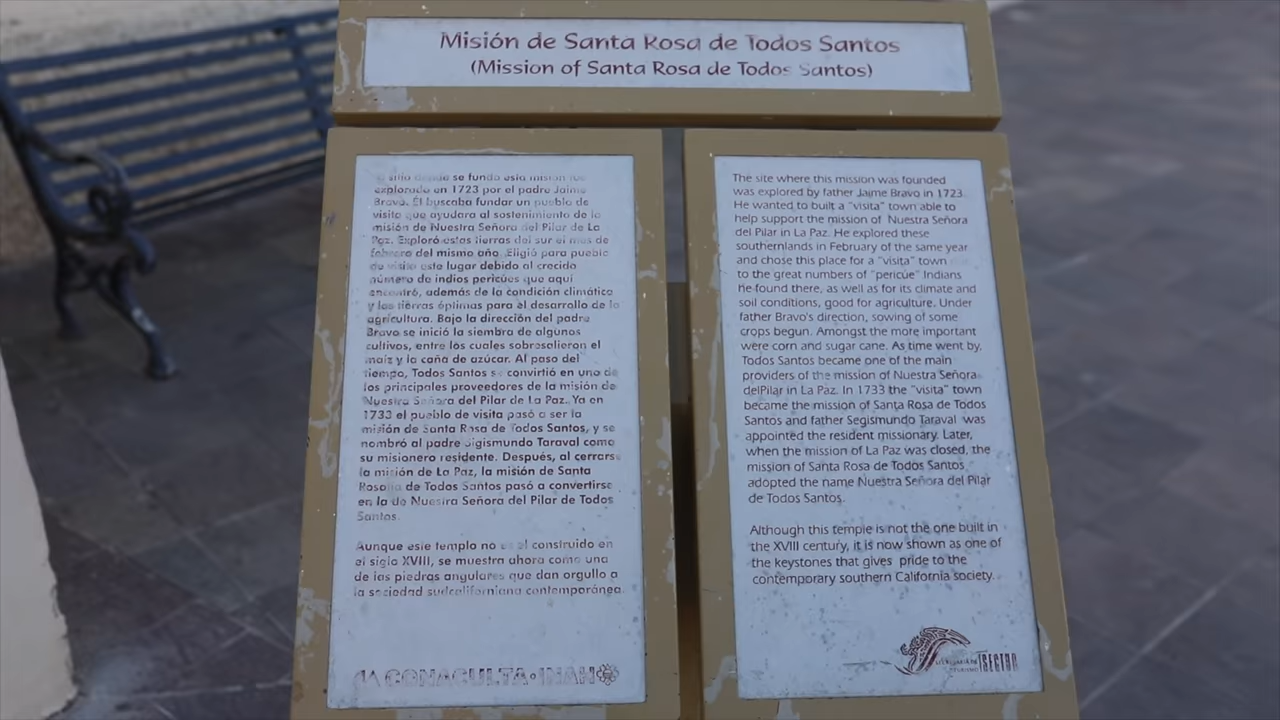 Misión de Santa Rosa de Todos Santos
(Mission of Santa Rosa de Todos Santos)
sitio donde se fundó esta misión fue
explorado en 1723 por el padre Jaime
Bravo. Él buscaba fundar un pueblo de
visita que ayudara al sostenimiento de la
misión de Nuestra Señora del Pilar de La
Paz. Exploró estas tierras del sur el mes de
febrero del mismo año. Eligió para pueblo
de visita este lugar debido al crecido
número de indios pericúes que aquí
encontró, además de la condición climática
y las tierras óptimas para el desarrollo de la
agricultura. Bajo la dirección del padre
Bravo se inició la siembra de algunos
cultivos, entre los cuales sobresalieron el
maíz y la caña de azúcar. Al paso del
tiempo, Todos Santos se convirtió en uno de
los principales proveedores de la misión de
Nuestra Señora del Pilar de La Paz. Ya en
1733 el pueblo de visita pasó a ser la
misión de Santa Rosa de Todos Santos, y se
nombró al padre Sigismundo Taraval como
su misionero residente. Después, al cerrarse
la misión de La Paz, la misión de Santa
Rosa de Todos Santos pasó a convertirse
en la de Nuestra Señora del Pilar de Todos
Santos.
Aunque este templo no es el construido en
el siglo XVIII, se muestra ahora como una
de las piedras angulares que dan orgullo a
la sociedad sudcaliforniana contemporánea.
CONACULTA•INAH
The site where this mission was founded
was explored by father Jaime Bravo in 1723.
He wanted to built a "visita" town able to
help support the mission of Nuestra Señora
del Pilar in La Paz. He explored these
southernlands in February of the same year
and chose this place for a "visita" town
to the great numbers of "pericúe" Indians
he found there, as well as for its climate and
soil conditions, good for agriculture. Under
father Bravo's direction, sowing of some
crops begun. Amongst the more important
were corn and sugar cane. As time went by,
Todos Santos became one of the main
providers of the mission of Nuestra Señora
delPilar in La Paz. In 1733 the "visita" town
became the mission of Santa Rosa de Todos
Santos and father Segismundo Taraval was
appointed the resident missionary. Later,
when the mission of La Paz was closed, the
mission of Santa Rosa de Todos Santos
adopted the name Nuestra Señora del Pilar
de Todos Santos.
Although this temple is not the one built in
the XVIII century, it is now shown as one of
the keystones that gives pride to the
contemporary southern California society.
SECTUR